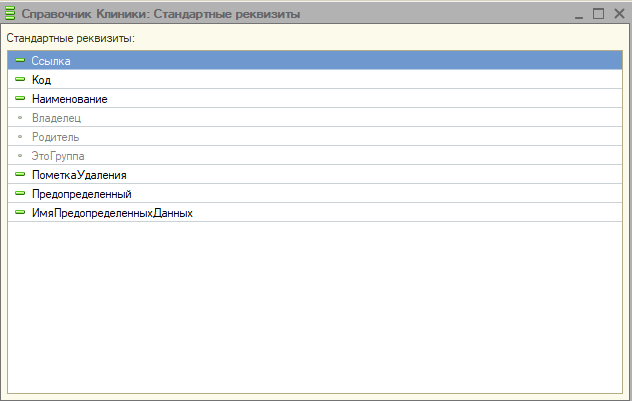 Справочник Клиники: Стандартные реквизиты
Стандартные реквизиты:
Ссылка
Код
Наименование
Владелец
Родитель
ЭтоГруппа
ПометкаУдаления
Предопределенный
ИмяПредопределенныхДанных